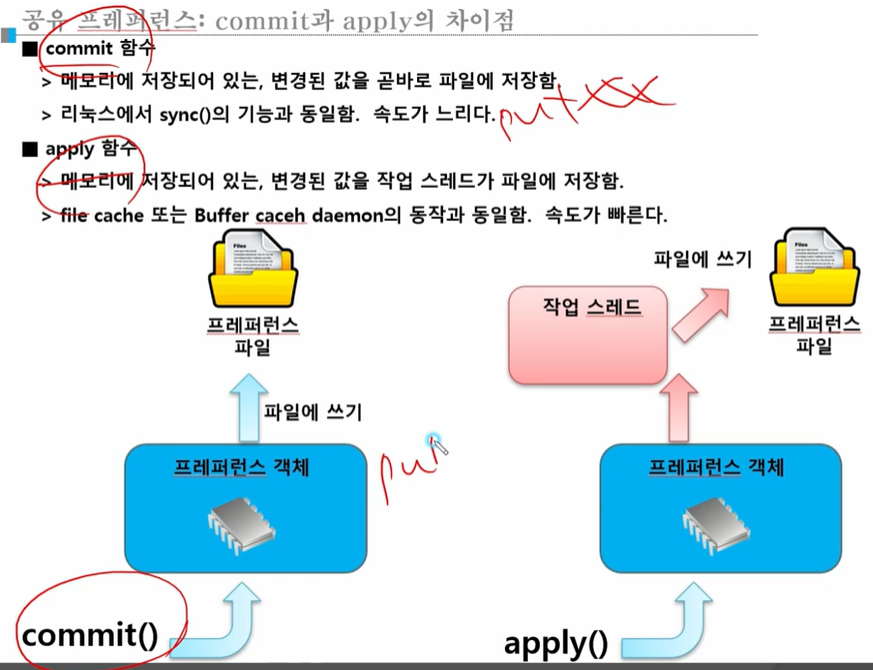 공유 프레퍼런스: commit과 apply의 차이점
■ commit 함수
> 메모리에 저장되어 있는, 변경된 값을 곧바로 파일에 저장함.
> 리눅스에서 sync()의 기능과 동일함. 속도가 느리다.
putXXX
■ apply 함수
> 메모리에 저장되어 있는, 변경된 값을 작업 스레드가 파일에 저장함.
> file cache 또는 Buffer caceh daemon의 동작과 동일함. 속도가 빠른다.
Files
프레퍼런스
파일
파일에 쓰기
프레퍼런스 객체
pu
commit()
파일에 쓰기
Files
작업 스레드
프레퍼런스
파일
프레퍼런스 객체
apply()